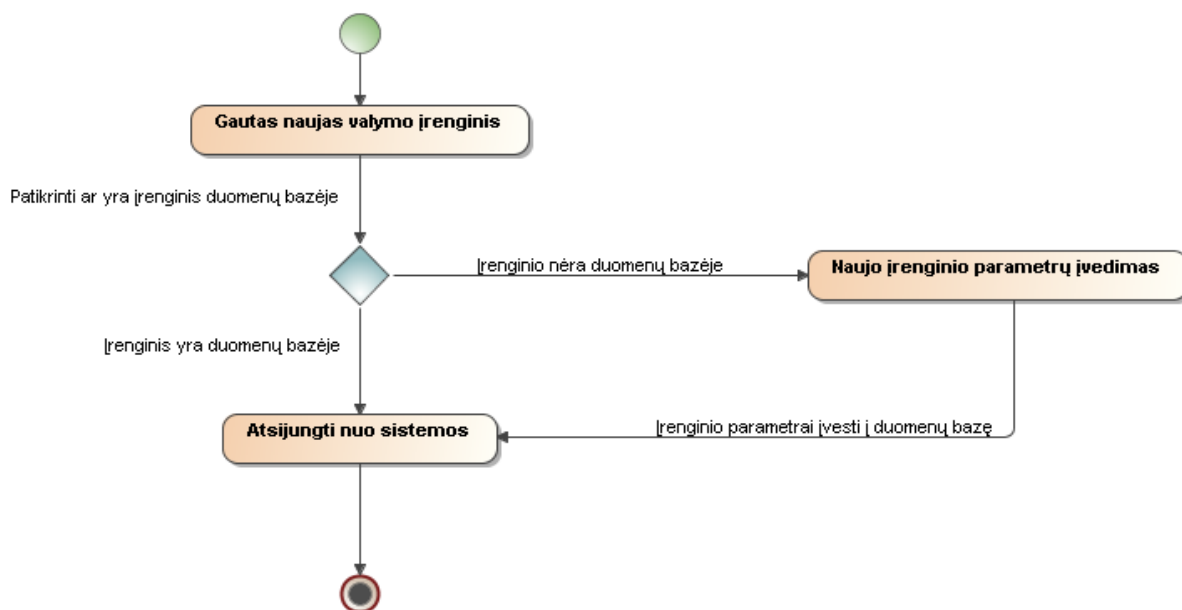 Gautas naujas valymo įrenginis
Patikrinti ar yra įrenginis duomenų bazėje
Įrenginio nėra duomenų bazėje
Naujo įrenginio parametrų įvedimas
Įrenginis yra duomenų bazėje
Atsijungti nuo sistemos
Įrenginio parametrai įvesti į duomenų bazę